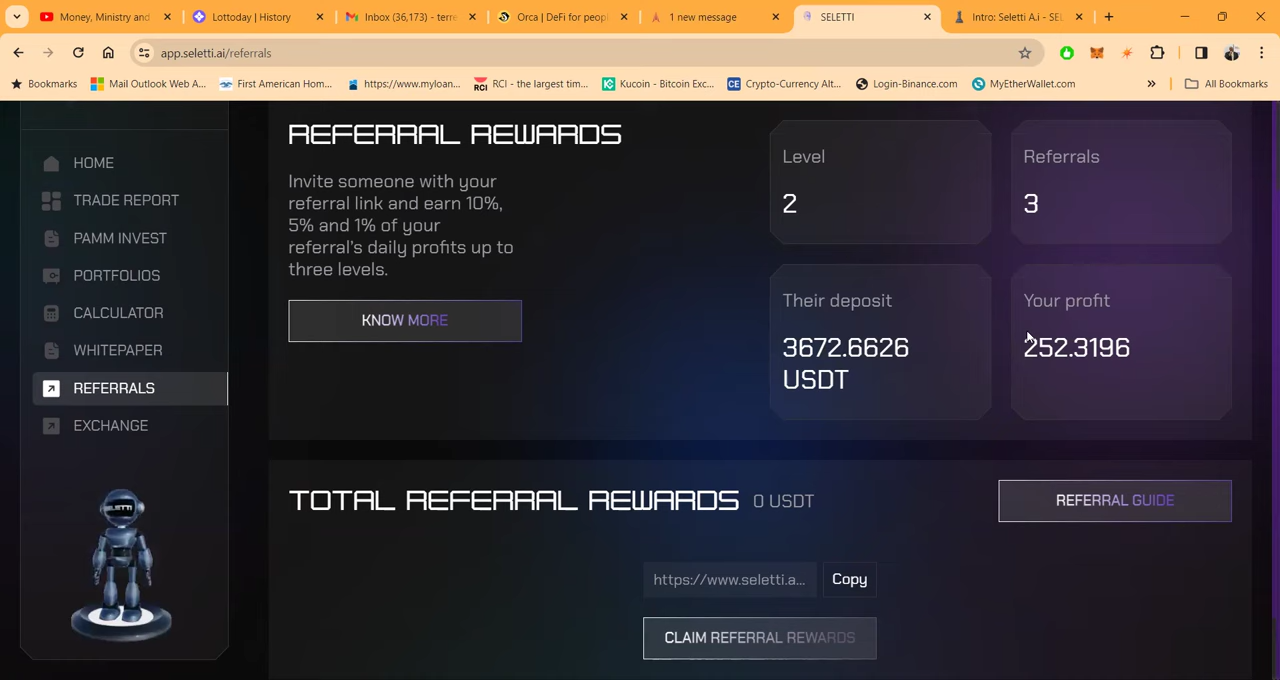 Money, Ministry and
Lottoday | History
Inbox (36,173) - terre
Orca | DeFi for peopl
1 new message
SELETTI
Intro: Seletti A.i - SEL
app.seletti.ai/referrals
Bookmarks
Mail Outlook Web A...
First American Hom...
https://www.myloan...
RCI - the largest tim...
Kucoin - Bitcoin Exc...
Crypto-Currency Alt...
Login-Binance.com
MyEtherWallet.com
All Bookmarks
HOME
TRADE REPORT
PAMM INVEST
PORTFOLIOS
CALCULATOR
WHITEPAPER
REFERRALS
EXCHANGE
REFERRAL REWARDS
Invite someone with your
referral link and earn 10%,
5% and 1% of your
referral's daily profits up to
three levels.
KNOW MORE
Level
2
Referrals
3
Their deposit
3672.6626
USDT
Your profit
252.3196
TOTAL REFERRAL REWARDS 0 USDT
REFERRAL GUIDE
https://www.seletti.a...
Copy
CLAIM REFERRAL REWARDS